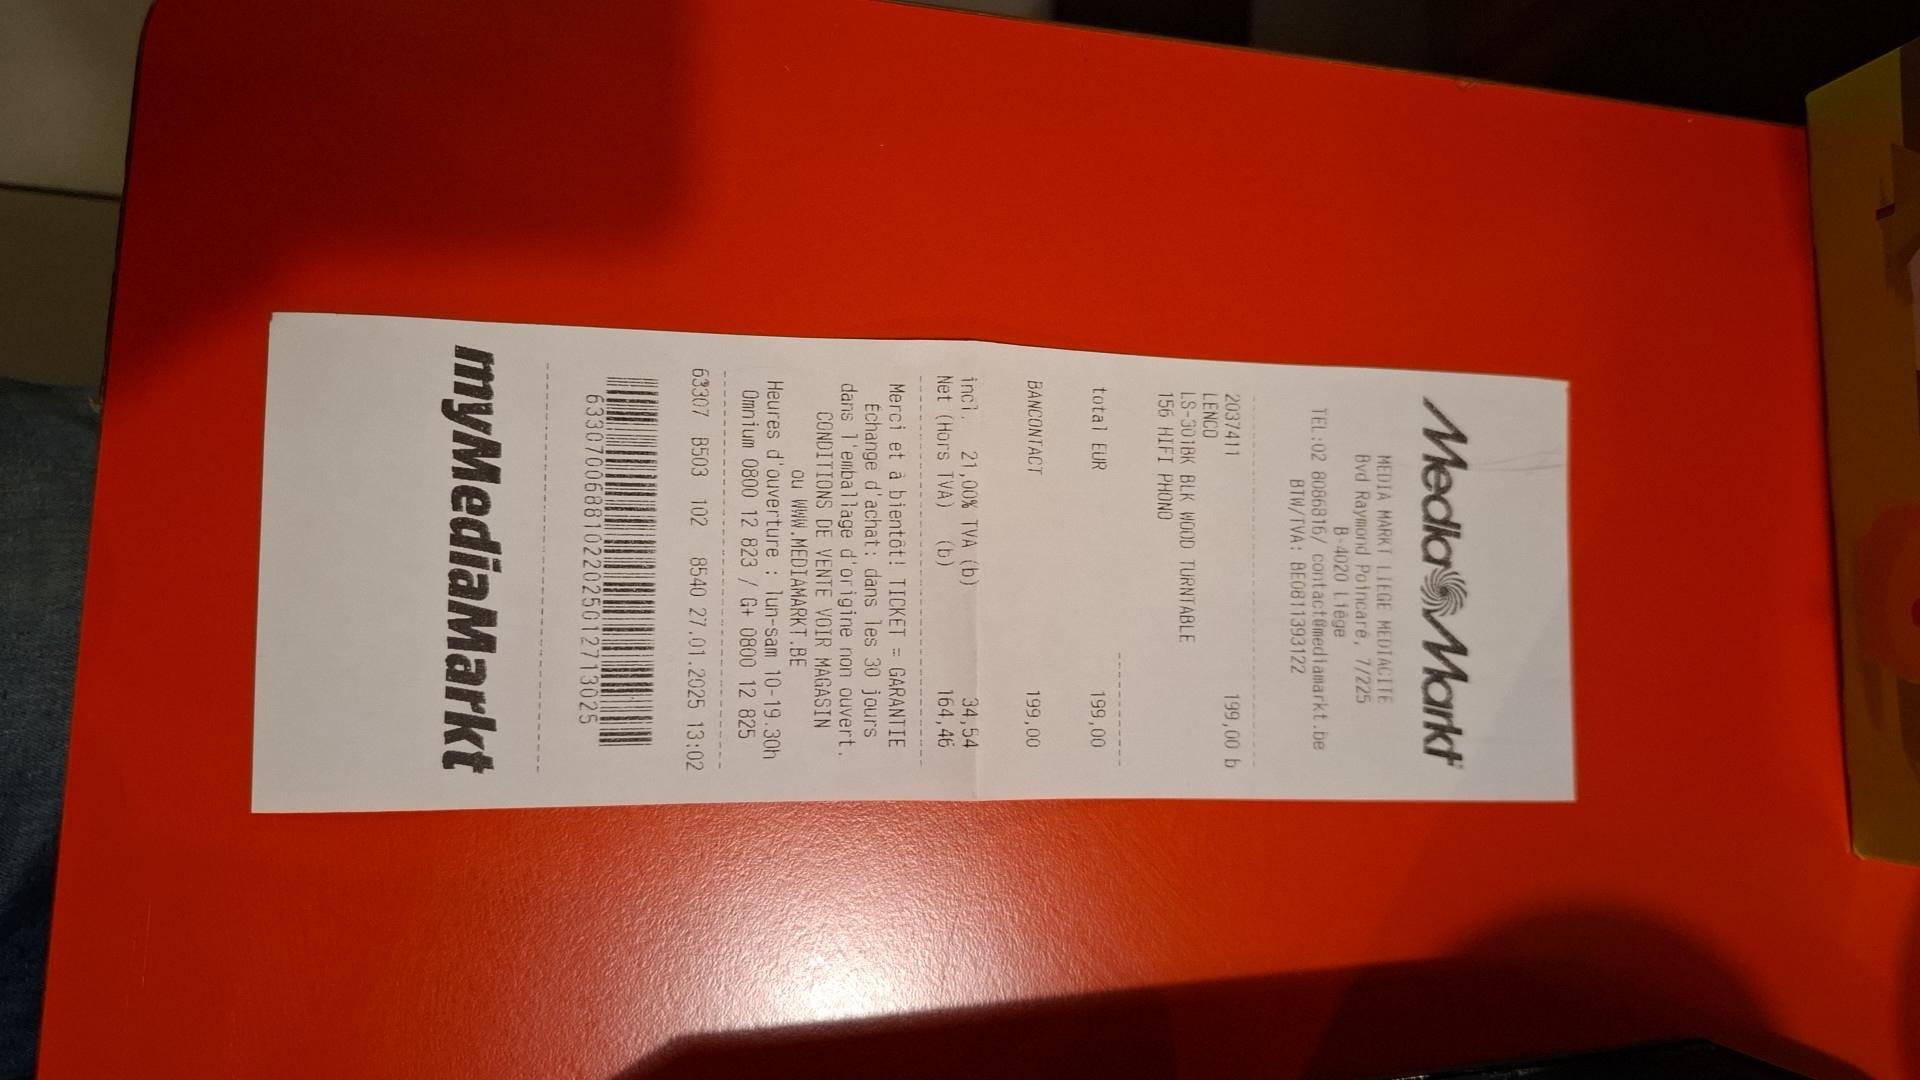 MediaMarkt
MEDIA MARKT LIEGE MEDIACITE
Bvd Raymond Poincaré, 7/225
B-4020 Liège
TEL:02 8086816/ contact@mediamarkt.be
BTW/TVA: BE0811393122
2037411 199,00 b
LENCO
LS-301BK BLK WOOD TURNTABLE
156 HIFI PHONO
total EUR 199,00
BANCONTACT 199,00
incl. 21,00% TVA (b) 34,54
Net (Hors TVA) (b) 164,46
Merci et à bientôt! TICKET = GARANTIE
Echange d'achat: dans les 30 jours
dans l'emballage d'origine non ouvert.
CONDITIONS DE VENTE VOIR MAGASIN
ou WWW.MEDIAMARKT.BE
Heures d'ouverture : lun-sam 10-19.30h
Omnium 0800 12 823 / G+ 0800 12 825
63307 B503 102 8540 27.01.2025 13:02
633070068810220250127113025
myMediaMarkt